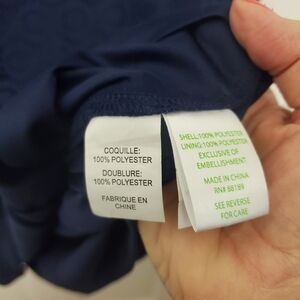 COQUILLE:
100% POLYESTER
DOUBLURE:
100% POLYESTER
FABRIQUE EN
CHINE
SHELL:100% POLYESTER
LINING:100% POLYESTER
EXCLUSIVE OF
EMBELLISHMENT
MADE IN CHINA
RN# 88189
SEE REVERSE
FOR CARE